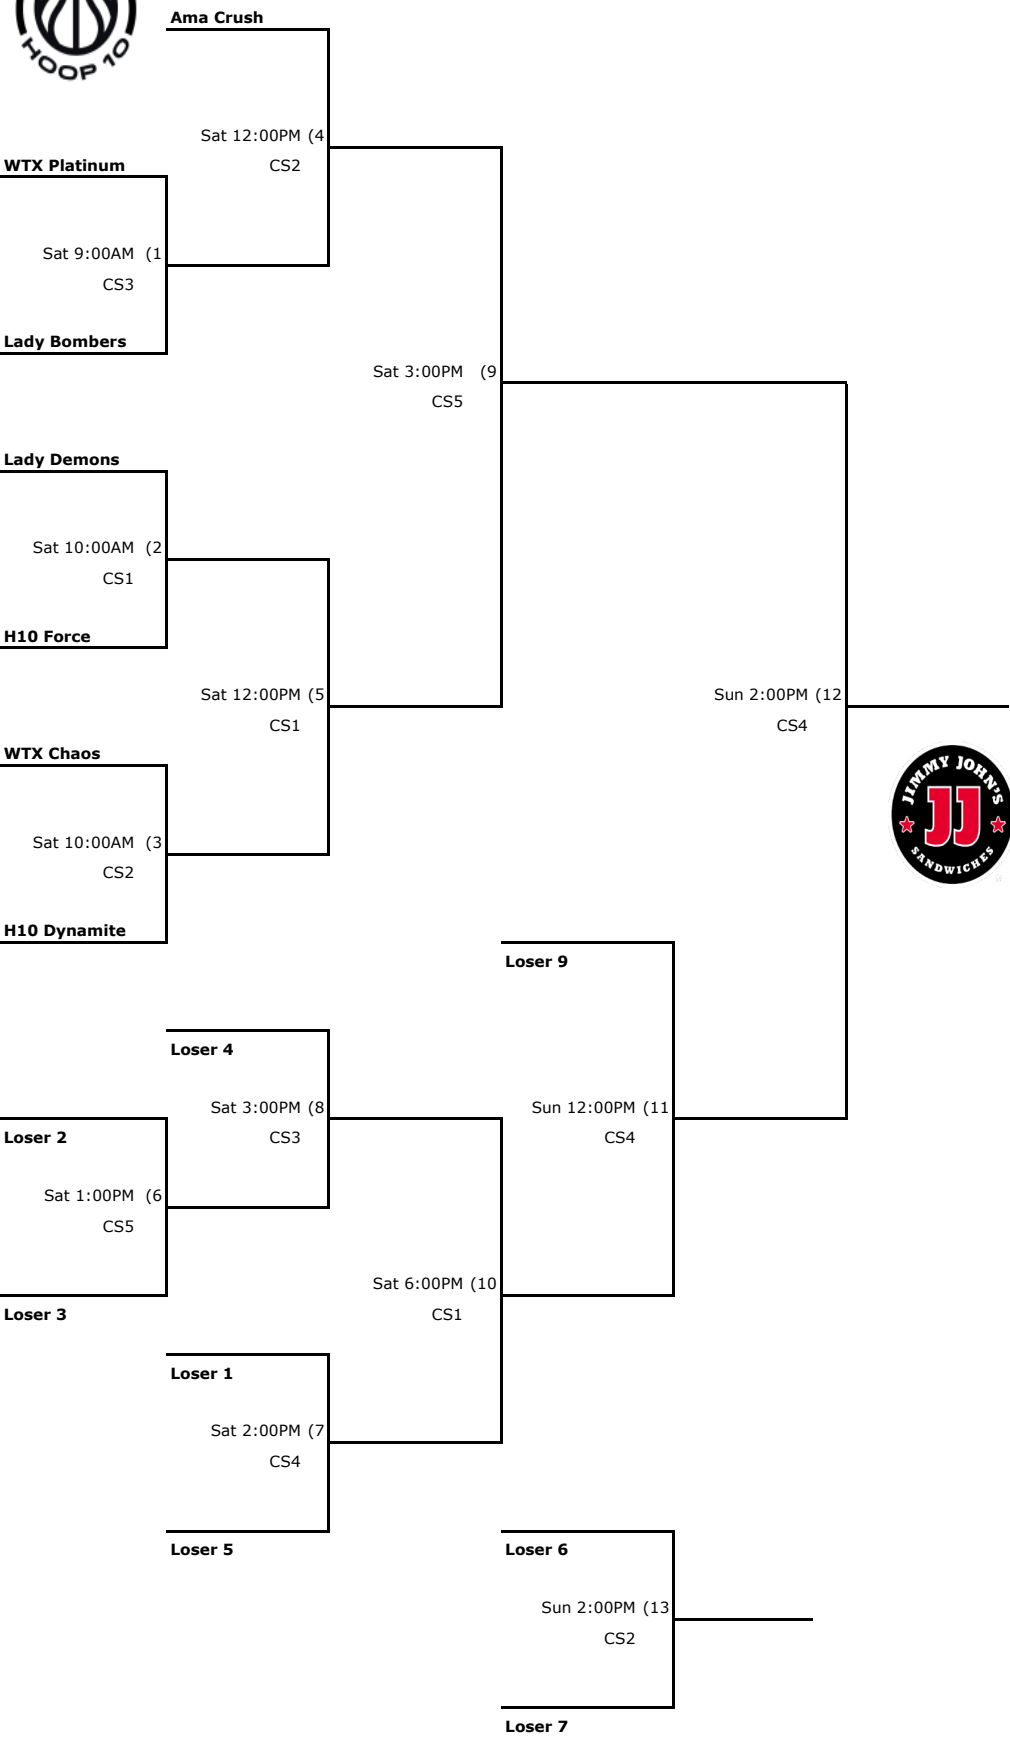 HOOP 10
Ama Crush
Sat 12:00PM (4
CS2
WTX Platinum
Sat 9:00AM (1
CS3
Lady Bombers
Sat 3:00PM (9
CS5
Lady Demons
Sat 10:00AM (2
CS1
H10 Force
Sat 12:00PM (5
CS1
Sun 2:00PM (12
CS4
WTX Chaos
JIMMY JOHN'S
JJ
SANDWICHES
Sat 10:00AM (3
CS2
H10 Dynamite
Loser 9
Loser 4
Sat 3:00PM (8
CS3
Sun 12:00PM (11
CS4
Loser 2
Sat 1:00PM (6
CS5
Sat 6:00PM (10
CS1
Loser 3
Loser 1
Sat 2:00PM (7
CS4
Loser 5
Loser 6
Sun 2:00PM (13
CS2
Loser 7